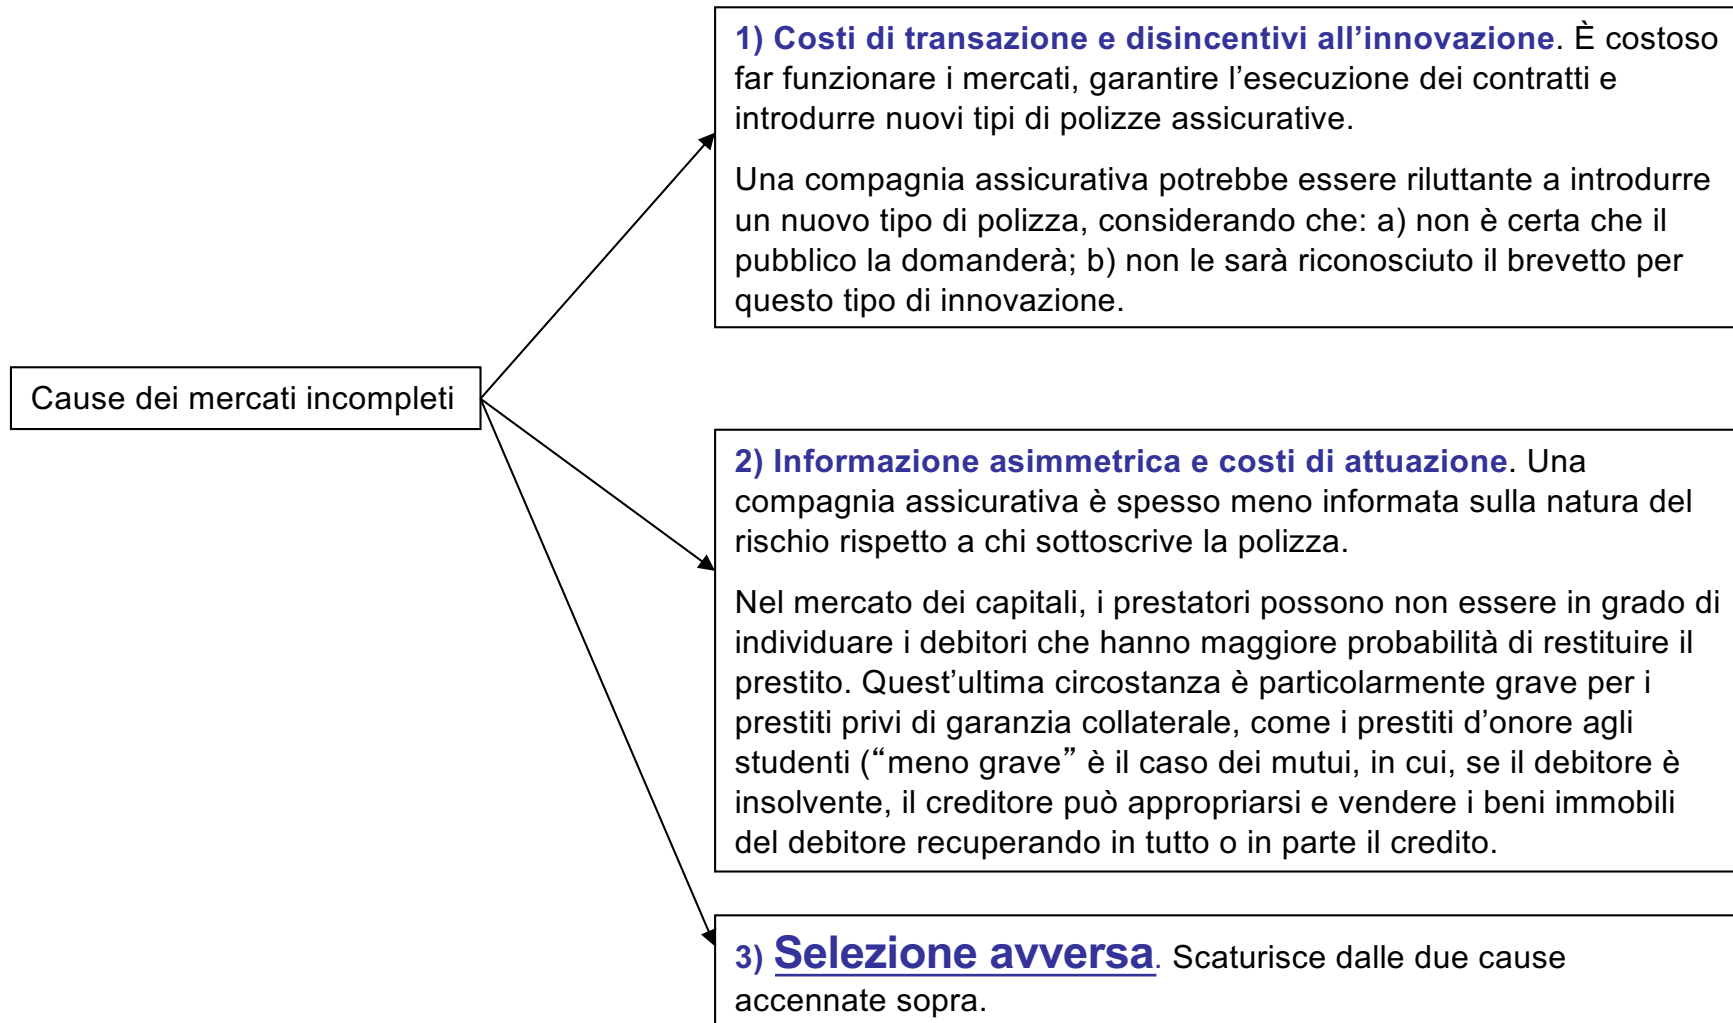 1) Costi di transazione e disincentivi all’innovazione. È costoso
far funzionare i mercati, garantire l’esecuzione dei contratti e
introdurre nuovi tipi di polizze assicurative.
Una compagnia assicurativa potrebbe essere riluttante a introdurre
un nuovo tipo di polizza, considerando che: a) non è certa che il
pubblico la domanderà; b) non le sarà riconosciuto il brevetto per
questo tipo di innovazione.
Cause dei mercati incompleti
2) Informazione asimmetrica e costi di attuazione. Una
compagnia assicurativa è spesso meno informata sulla natura del
rischio rispetto a chi sottoscrive la polizza.
Nel mercato dei capitali, i prestatori possono non essere in grado di
individuare i debitori che hanno maggiore probabilità di restituire il
prestito. Quest’ultima circostanza è particolarmente grave per i
prestiti privi di garanzia collaterale, come i prestiti d’onore agli
studenti (“meno grave” è il caso dei mutui, in cui, se il debitore è
insolvente, il creditore può appropriarsi e vendere i beni immobili
del debitore recuperando in tutto o in parte il credito.
3) Selezione avversa. Scaturisce dalle due cause
accennate sopra.